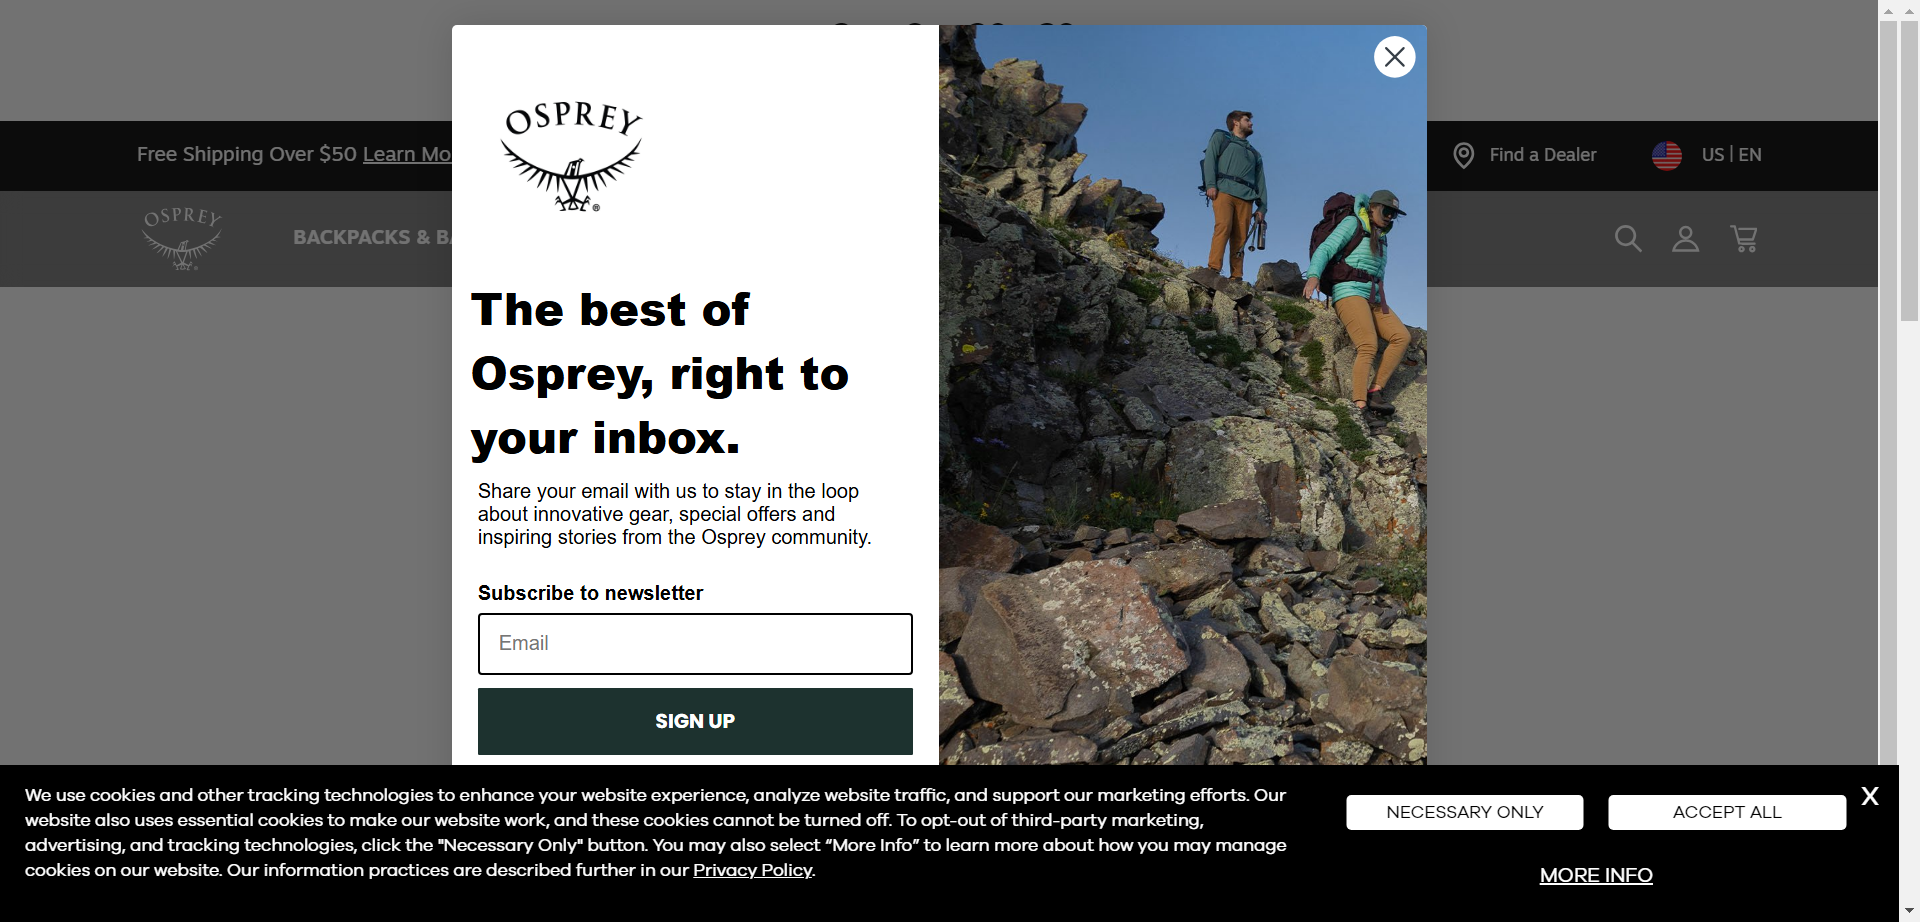 Free Shipping Over $50 Learn Mo
Find a Dealer
US | EN
OSPREY
BACKPACKS & BA
OSPREY
The best of
Osprey, right to
your inbox.
Share your email with us to stay in the loop
about innovative gear, special offers and
inspiring stories from the Osprey community.
Subscribe to newsletter
Email
SIGN UP
We use cookies and other tracking technologies to enhance your website experience, analyze website traffic, and support our marketing efforts. Our
website also uses essential cookies to make our website work, and these cookies cannot be turned off. To opt-out of third-party marketing,
advertising, and tracking technologies, click the "Necessary Only" button. You may also select “More Info” to learn more about how you may manage
cookies on our website. Our information practices are described further in our Privacy Policy.
NECESSARY ONLY
ACCEPT ALL
X
MORE INFO